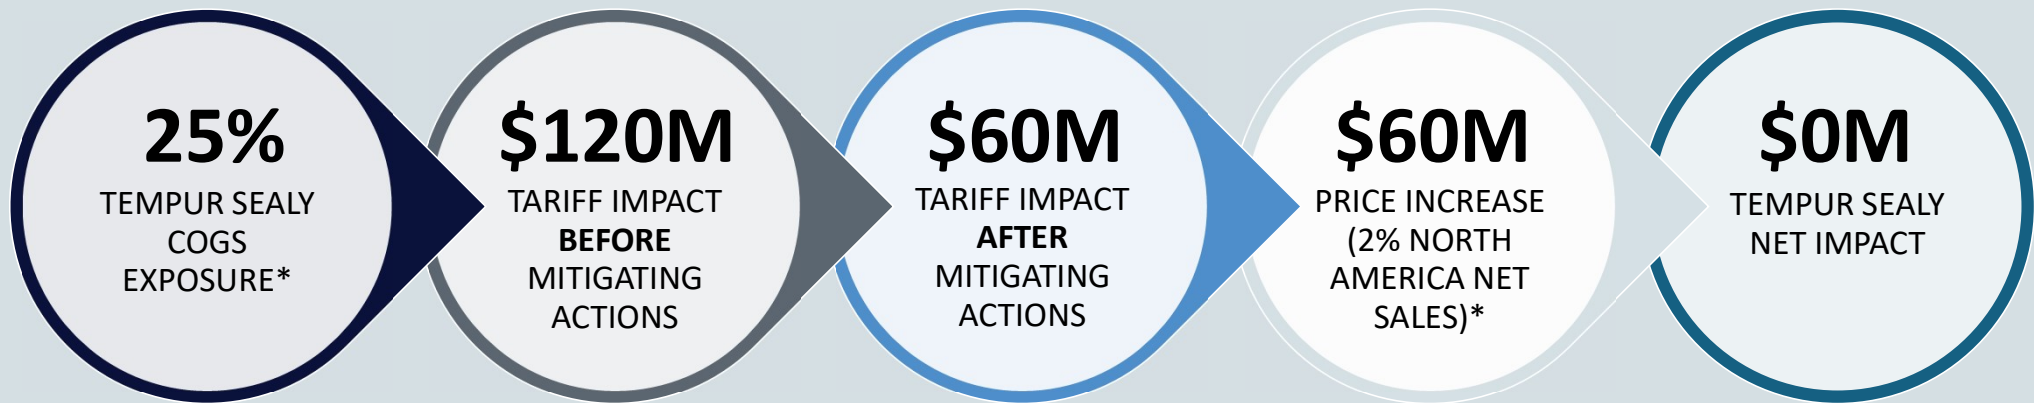 25%
TEMPUR SEALY
COGS
EXPOSURE*
$120M
TARIFF IMPACT
BEFORE
MITIGATING
ACTIONS
$60M
TARIFF IMPACT
AFTER
MITIGATING
ACTIONS
$60M
PRICE INCREASE
(2% NORTH
AMERICA NET
SALES)*
$0M
TEMPUR SEALY
NET IMPACT